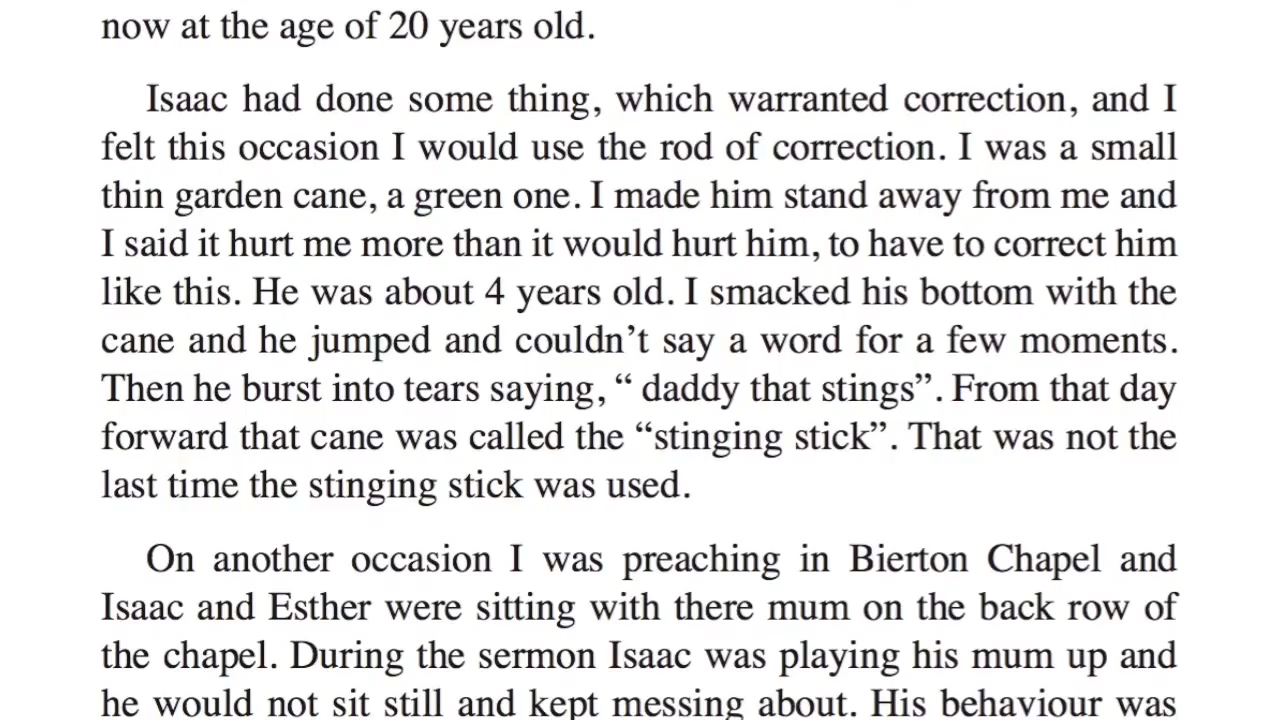 now at the age of 20 years old.
Isaac had done some thing, which warranted correction, and I
felt this occasion I would use the rod of correction. I was a small
thin garden cane, a green one. I made him stand away from me and
I said it hurt me more than it would hurt him, to have to correct him
like this. He was about 4 years old. I smacked his bottom with the
cane and he jumped and couldn’t say a word for a few moments.
Then he burst into tears saying, “ daddy that stings”. From that day
forward that cane was called the “stinging stick”. That was not the
last time the stinging stick was used.
On another occasion I was preaching in Bierton Chapel and
Isaac and Esther were sitting with there mum on the back row of
the chapel. During the sermon Isaac was playing his mum up and
he would not sit still and kept messing about. His behaviour was